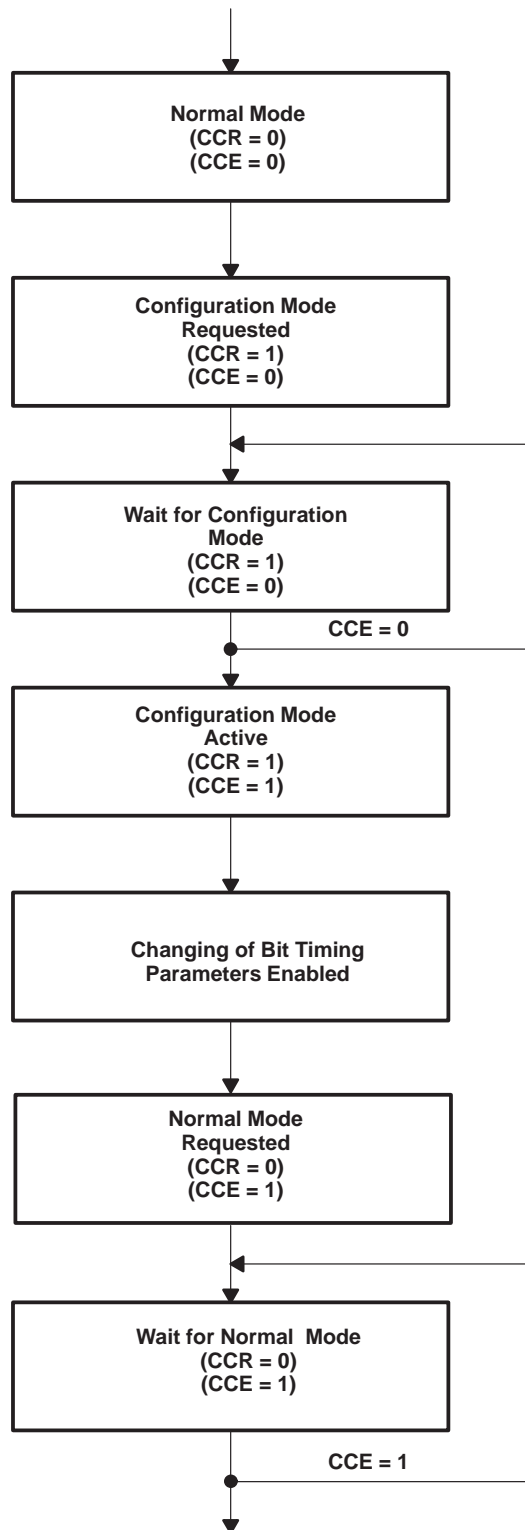 Normal Mode
(CCR = 0)
(CCE = 0)
Configuration Mode
Requested
(CCR = 1)
(CCE = 0)
Wait for Configuration
Mode
(CCR = 1)
(CCE = 0)
CCE = 0
Configuration Mode
Active
(CCR = 1)
(CCE = 1)
Changing of Bit Timing
Parameters Enabled
Normal Mode
Requested
(CCR = 0)
(CCE = 1)
Wait for Normal Mode
(CCR = 0)
(CCE = 1)
CCE = 1